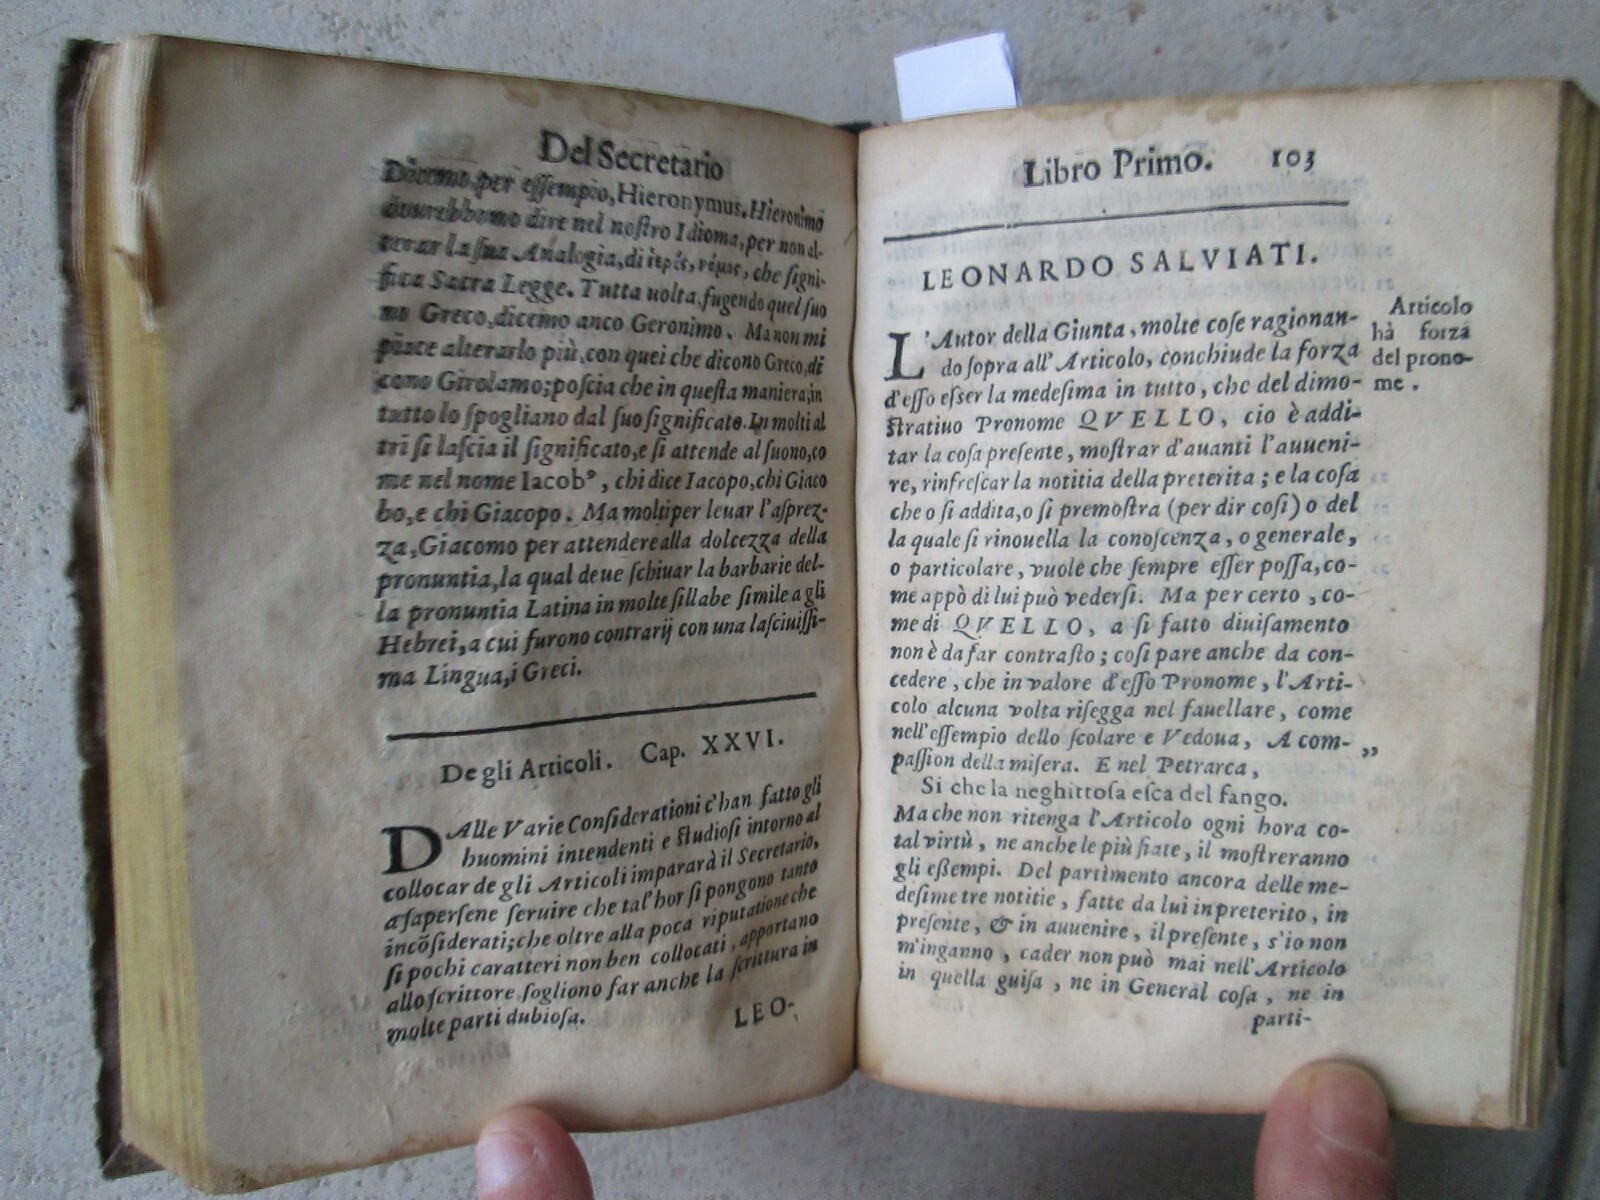 Del Secretario
Dicemo per eſſempio, Hieronymus. Hieronimo
dourebbomo dire nel noſtro Idioma, per non al-
terar la ſua Analogia, di ἱερός, νόμος, che ſigni-
fica Sacra Legge. Tutta uolta, fugendo quel ſuo
no Greco, dicemo anco Geronimo. Ma non mi
piace alterarlo più, con quei che dicono Greco, di
cono Girolamo; poſcia che in queſta maniera, in
tutto lo ſpogliano dal ſuo ſignificato. In molti al
tri ſi laſcia il ſignificato, e ſi attende al ſuono, co
me nel nome Iacobꝰ, chi dice Iacopo, chi Giaco
bo, e chi Giacopo. Ma molti per leuar l'aſprez-
za, Giacomo per attendere alla dolcezza della
pronuntia, la qual deue ſchiuar la barbarie del-
la pronuntia Latina in molte ſillabe ſimile a gli
Hebrei, a cui furono contrarij con una laſciuiſſi-
ma Lingua, i Greci.
De gli Articoli. Cap. XXVI.
DAlle Varie Conſiderationi c'han fatto gli
huomini intendenti e ſtudioſi intorno al
collocar de gli Articoli impararà il Secretario,
a ſaperſene ſeruire che tal'hor ſi pongono tanto
incõſiderati; che oltre alla poca riputatione che
ſi pochi caratteri non ben collocati, apportano
allo ſcrittore ſogliono far anche la ſcrittura in
molte parti dubioſa.
LEO-
Libro Primo. 103
LEONARDO SALVIATI.
L'Autor della Giunta, molte coſe ragionan-
do ſopra all' Articolo, conchiude la forza
d'eſſo eſſer la medeſima in tutto, che del dimo-
ſtratiuo Pronome QVELLO, cio è addi-
tar la coſa preſente, moſtrar d'auanti l'auueni-
re, rinfreſcar la notitia della preterita; e la coſa
che o ſi addita, o ſi premoſtra (per dir coſi) o del
la quale ſi rinouella la conoſcenza, o generale,
o particolare, vuole che ſempre eſſer poſſa, co-
me appò di lui può vederſi. Ma per certo, co-
me di QVELLO, a ſi fatto diuiſamento
non è da far contraſto; coſi pare anche da con-
cedere, che in valore d'eſſo Pronome, l'Arti-
colo alcuna volta riſegga nel fauellare, come
nell'eſſempio dello ſcolare e Vedoua, A com- „
paſſion della miſera. E nel Petrarca,
Si che la neghittoſa eſca del fango.
Ma che non ritenga l'Articolo ogni hora co-
tal virtù, ne anche le più fiate, il moſtreranno
gli eßempi. Del partimento ancora delle me-
deſime tre notitie, fatte da lui in preterito, in
preſente, & in auuenire, il preſente, s'io non
m'inganno, cader non può mai nell'Articolo
in quella guiſa, ne in General coſa, ne in
parti-
Articolo
hà forza
del prono-
me.